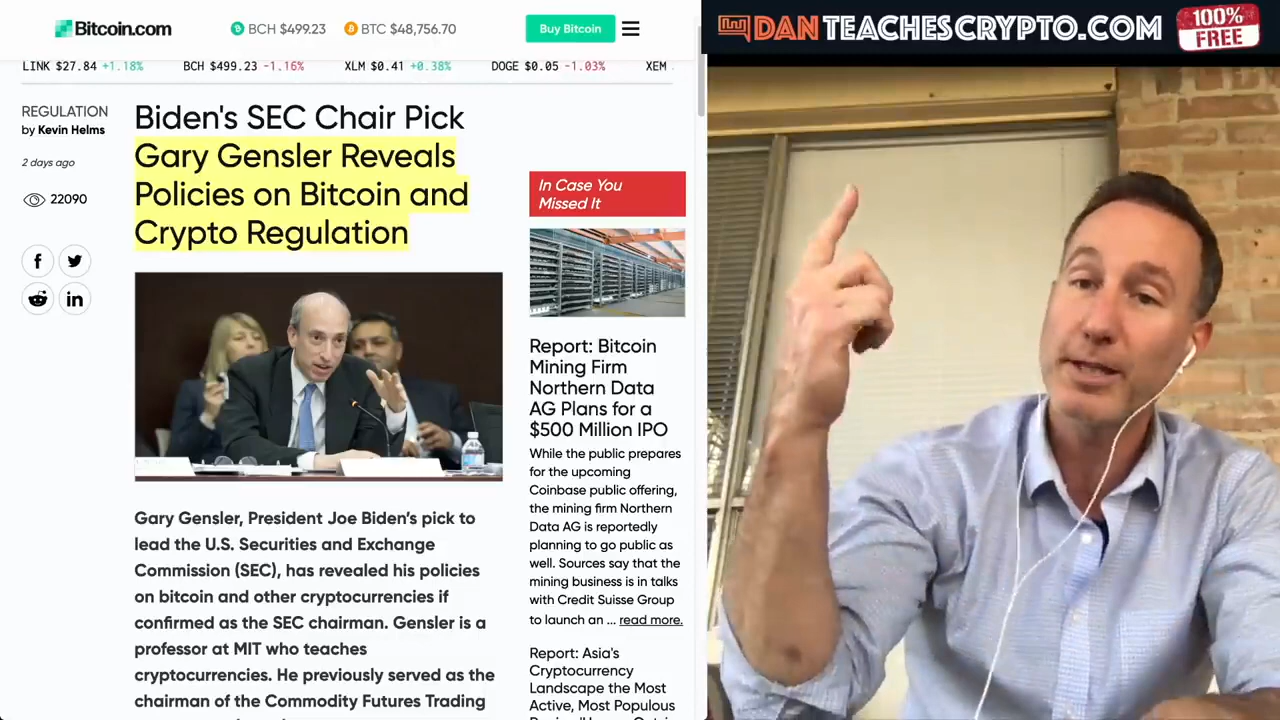 Bitcoin.com
BCH $499.23
BTC $48,756.70
Buy Bitcoin
LINK $27.84 +1.18%
BCH $499.23 -1.16%
XLM $0.41 +0.38%
DOGE $0.05 -1.03%
XEM
REGULATION
by Kevin Helms
2 days ago
22090
Biden's SEC Chair Pick
Gary Gensler Reveals
Policies on Bitcoin and
Crypto Regulation
Gary Gensler, President Joe Biden's pick to
lead the U.S. Securities and Exchange
Commission (SEC), has revealed his policies
on bitcoin and other cryptocurrencies if
confirmed as the SEC chairman. Gensler is a
professor at MIT who teaches
cryptocurrencies. He previously served as the
chairman of the Commodity Futures Trading
In Case You
Missed It
Report: Bitcoin
Mining Firm
Northern Data
AG Plans for a
$500 Million IPO
While the public prepares
for the upcoming
Coinbase public offering,
the mining firm Northern
Data AG is reportedly
planning to go public as
well. Sources say that the
mining business is in talks
with Credit Suisse Group
to launch an ... read more.
Report: Asia's
Cryptocurrency
Landscape the Most
Active, Most Populous
DANTEACHESCRYPTO.COM
100%
FREE